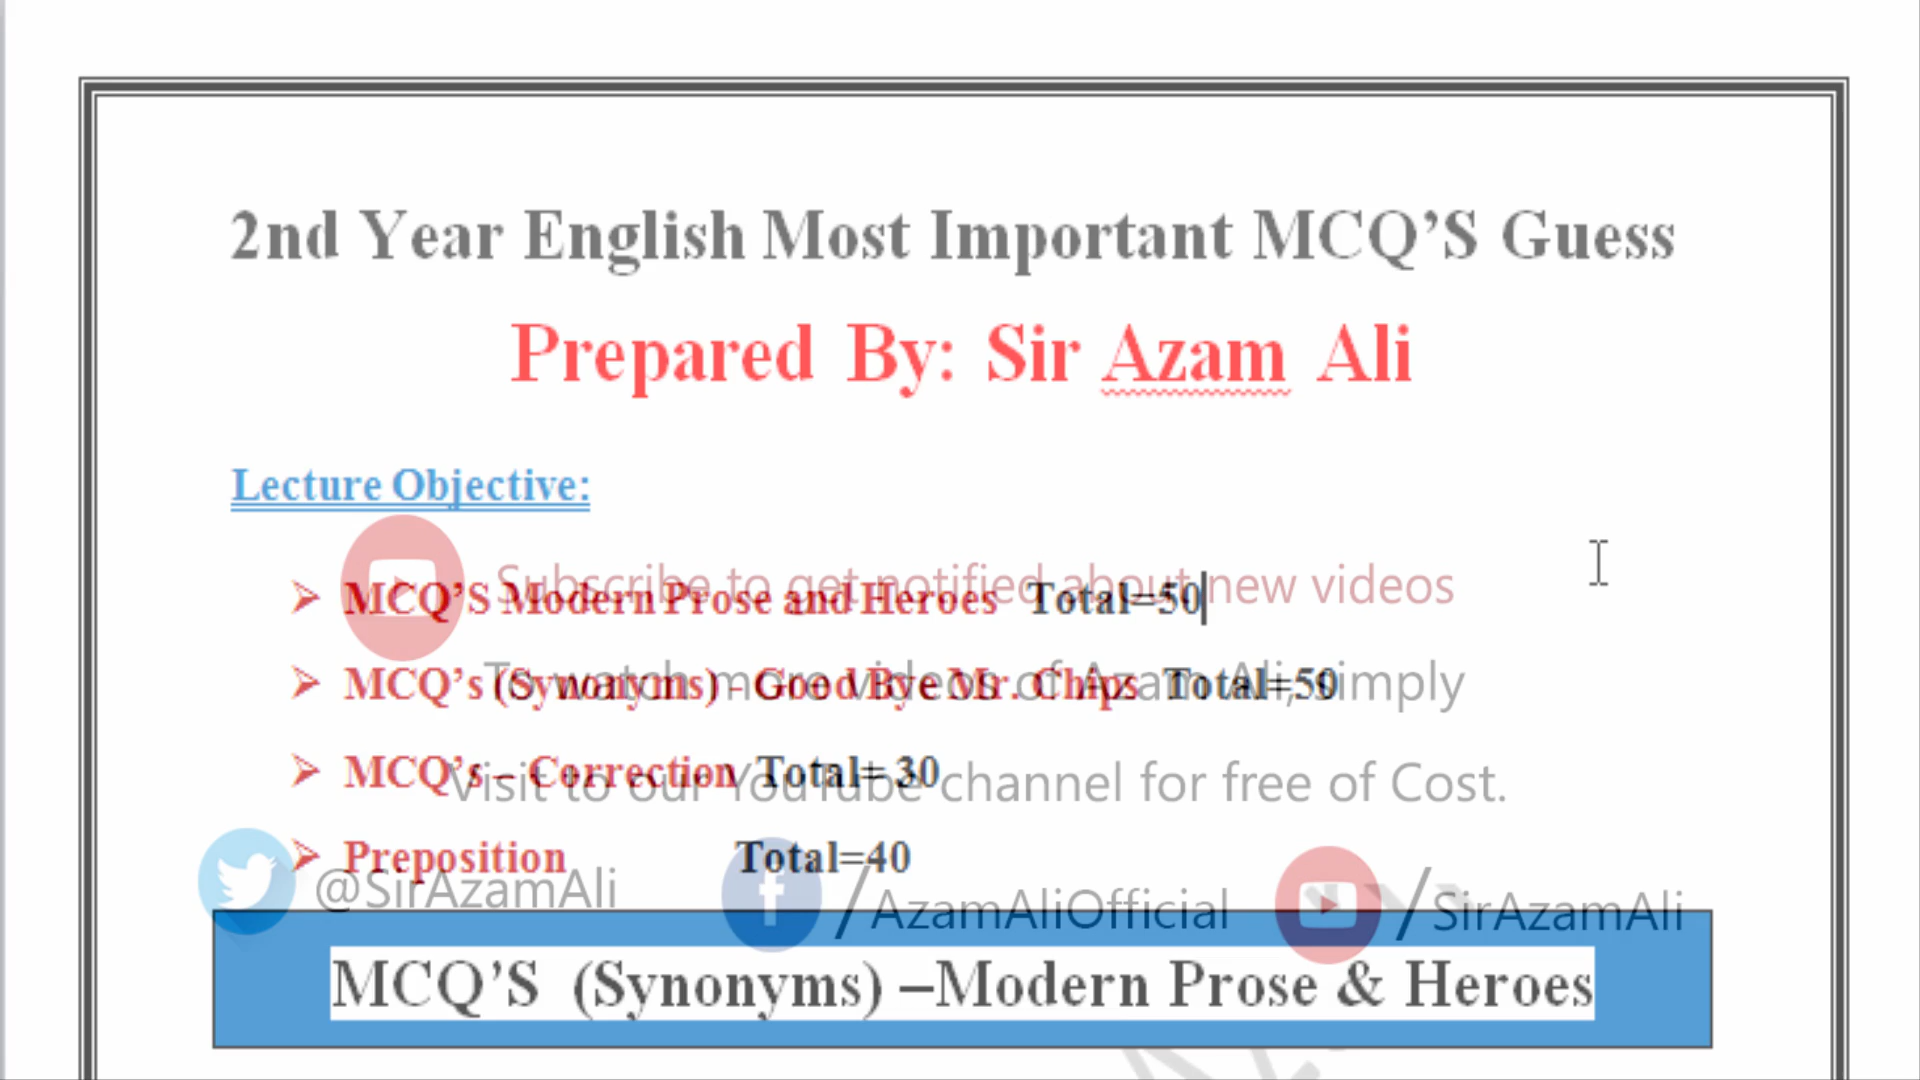 2nd Year English Most Important MCQ’S Guess
Prepared By: Sir Azam Ali
Lecture Objective:
Subscribe to get notified about new videos
➢ MCQ’S Modern Prose and Heroes Total=50
To watch more videos of Azam Ali, simply
➢ MCQ’s (Synonyms) - Good Bye Mr. Chips Total=50
➢ MCQ’s – Correction Total= 30
Visit to our YouTube channel for free of Cost.
➢ Preposition Total=40
@SirAzamAli
/AzamAliOfficial
/SirAzamAli
MCQ’S (Synonyms) –Modern Prose & Heroes